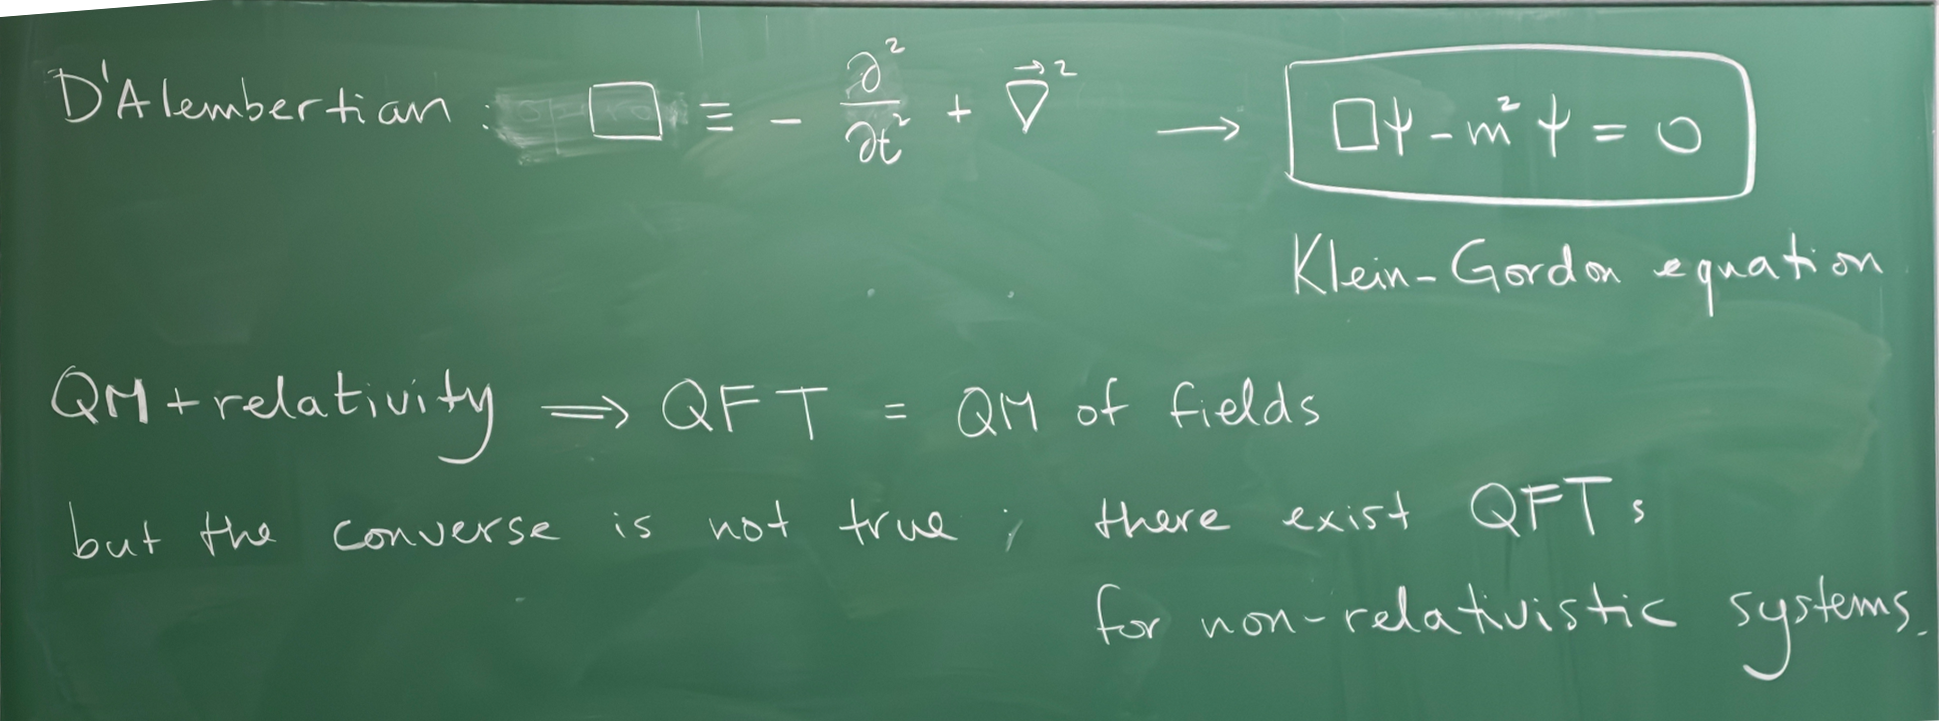 D'Alembertian : □ ≡ - ∂²/∂t² + ∇⃗² → □ψ - m²ψ = 0
Klein-Gordon equation
QM + relativity ⇒ QFT = QM of fields
but the converse is not true ; there exist QFTs
for non-relativistic systems.